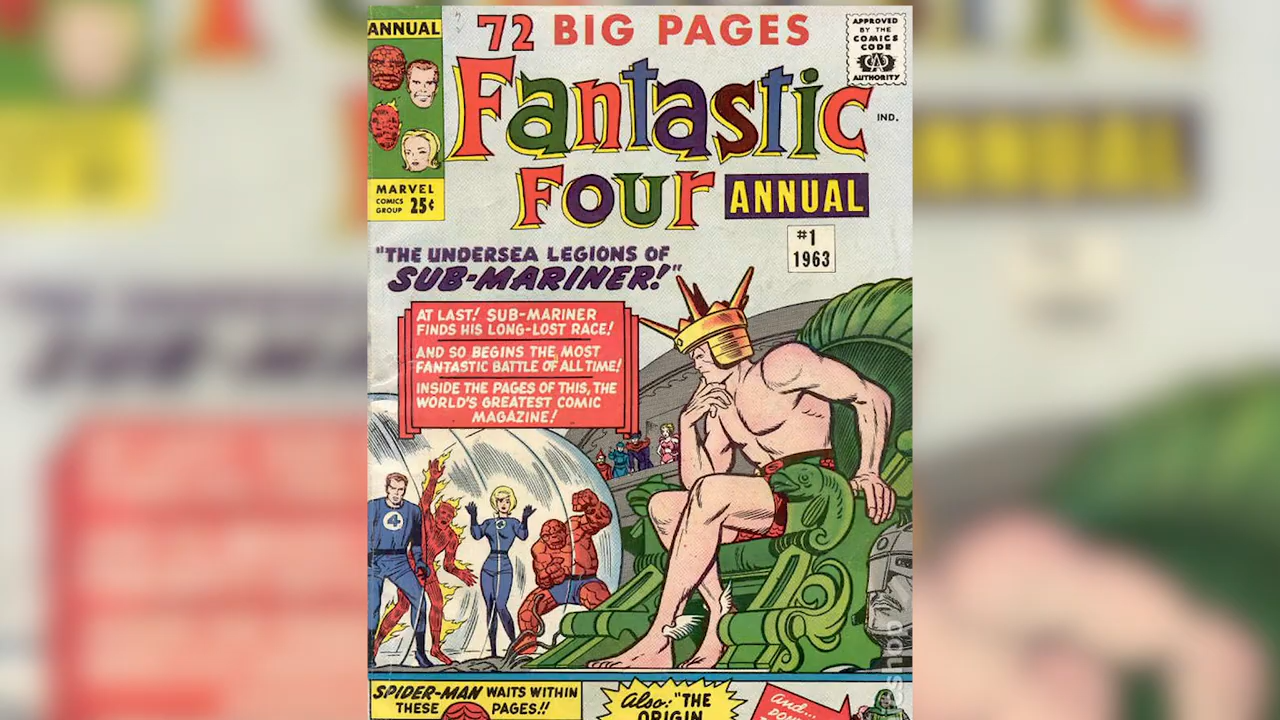 ANNUAL
72 BIG PAGES
APPROVED
BY THE
COMICS
CODE
AUTHORITY
Fantastic
IND.
Four ANNUAL
MARVEL
COMICS
GROUP 25¢
#1
1963
"THE UNDERSEA LEGIONS OF
SUB-MARINER!"
AT LAST! SUB-MARINER
FINDS HIS LONG-LOST RACE!
AND SO BEGINS THE MOST
FANTASTIC BATTLE OF ALL TIME!
INSIDE THE PAGES OF THIS, THE
WORLD'S GREATEST COMIC
MAGAZINE!
4
SPIDER-MAN WAITS WITHIN
THESE PAGES!!
Also: "THE
ORIGIN
And...